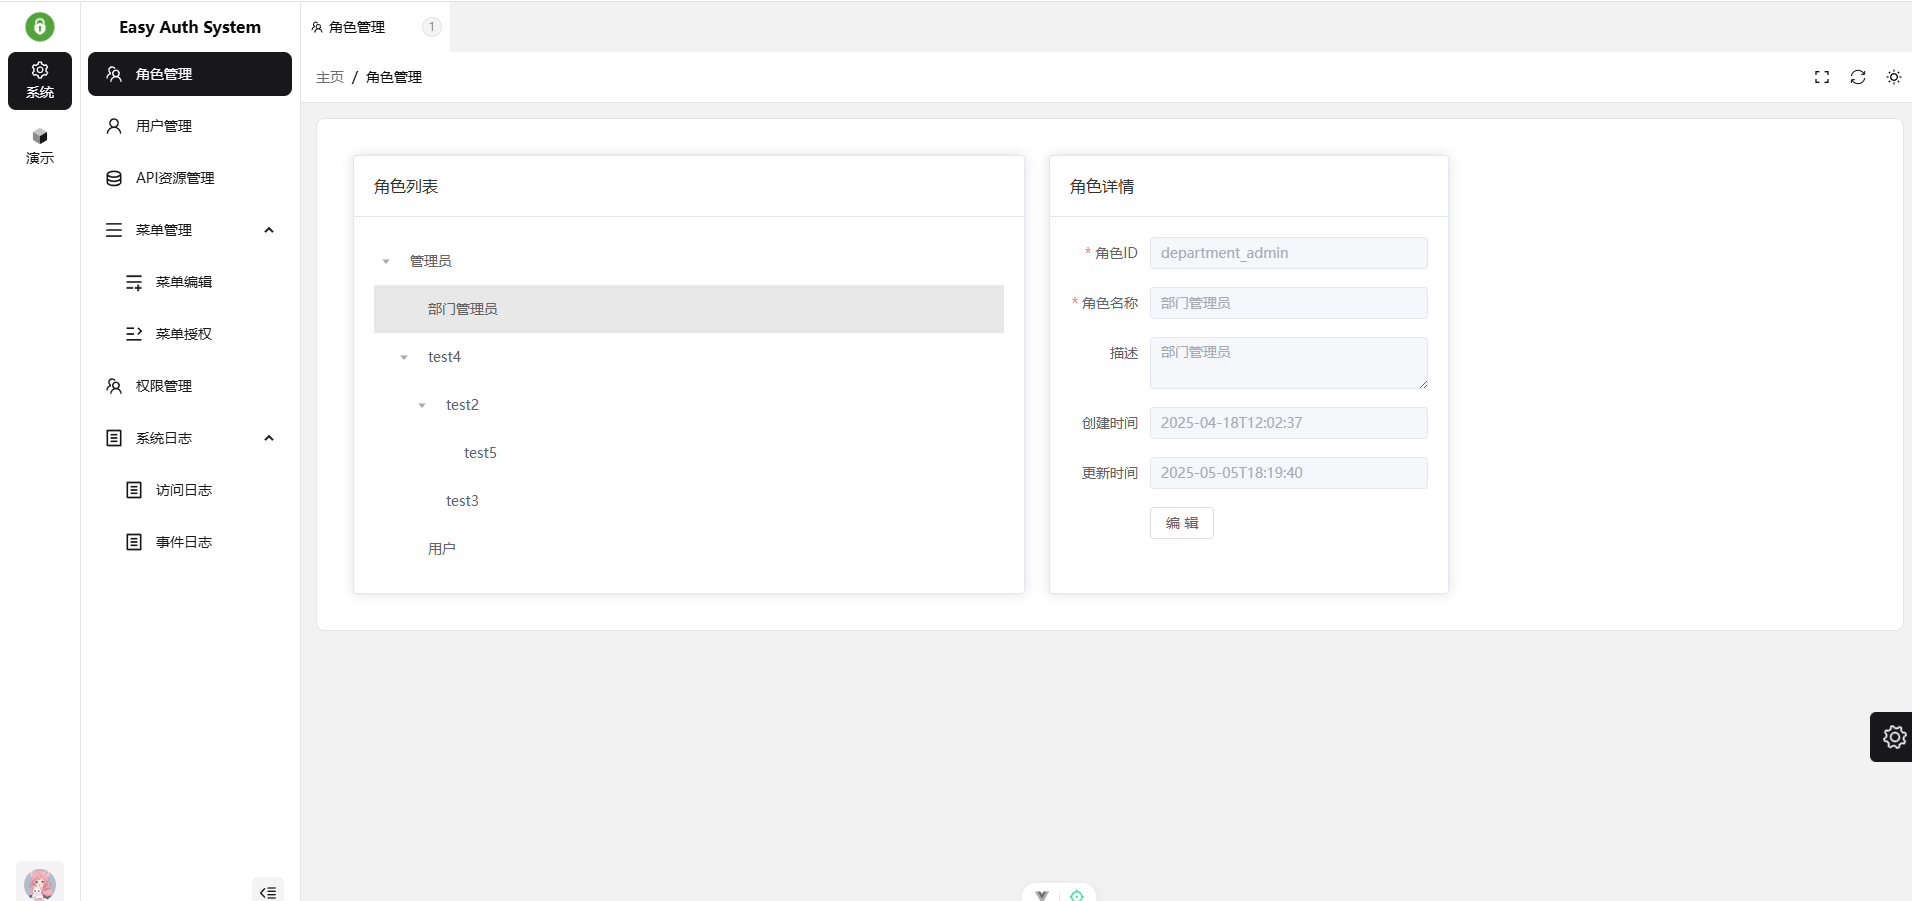 系统
演示
Easy Auth System
角色管理
用户管理
API资源管理
菜单管理
菜单编辑
菜单授权
权限管理
系统日志
访问日志
事件日志
角色管理 1
主页 / 角色管理
角色列表
管理员
部门管理员
test4
test2
test5
test3
用户
角色详情
* 角色ID department_admin
* 角色名称 部门管理员
描述 部门管理员
创建时间 2025-04-18T12:02:37
更新时间 2025-05-05T18:19:40
编 辑